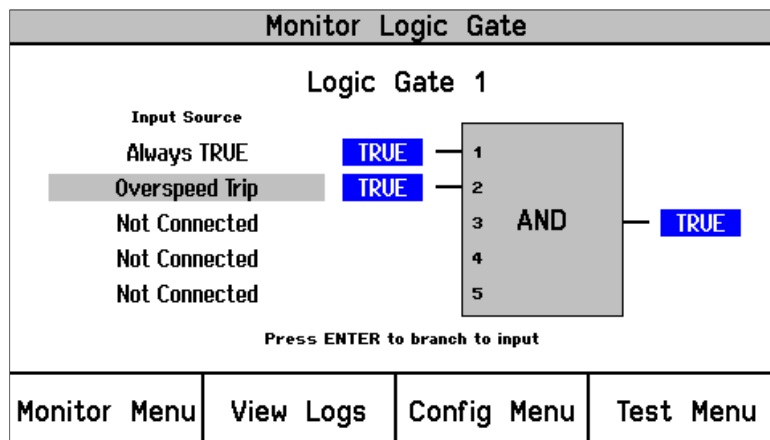 Monitor Logic Gate
Logic Gate 1
Input Source
Always TRUE TRUE 1
Overspeed Trip TRUE 2
Not Connected 3 AND TRUE
Not Connected 4
Not Connected 5
Press ENTER to branch to input
Monitor Menu View Logs Config Menu Test Menu